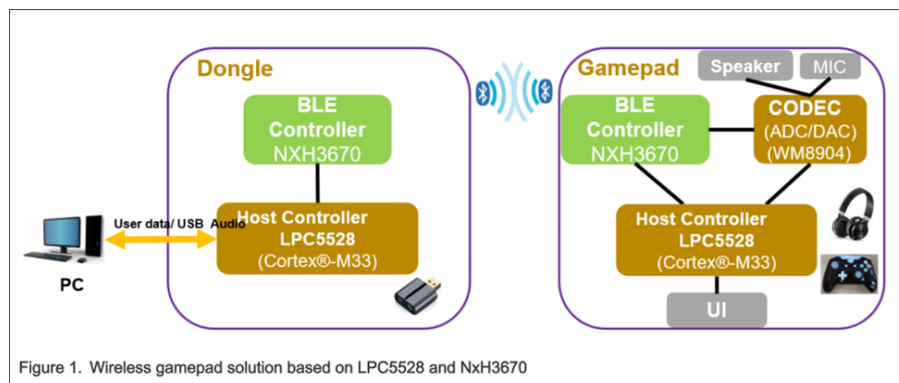 Dongle
BLE
Controller
NXH3670
Host Controller
LPC5528
(Cortex®-M33)
User data/ USB Audio
PC
Gamepad
Speaker
MIC
BLE
Controller
NXH3670
CODEC
(ADC/DAC)
(WM8904)
Host Controller
LPC5528
(Cortex®-M33)
UI
Figure 1. Wireless gamepad solution based on LPC5528 and NxH3670